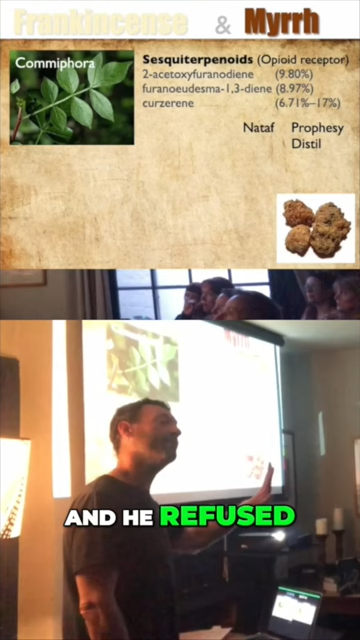 Frankincense & Myrrh
Commiphora
Sesquiterpenoids (Opioid receptor)
2-acetoxyfuranodiene (9.80%)
furanoeudesma-1,3-diene (8.97%)
curzerene (6.71%–17%)
Nataf Prophesy
Distil
Myrrh
AND HE REFUSED